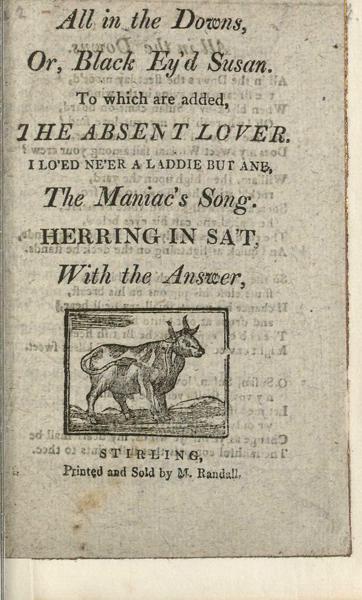 All in the Downs,
Or, Black Ey'd Susan.
To which are added,
THE ABSENT LOVER.
I LO'ED NE'ER A LADDIE BUT ANE,
The Maniac's Song.
HERRING IN SA'T,
With the Answer,
STIRLING,
Printed and Sold by M. Randall.